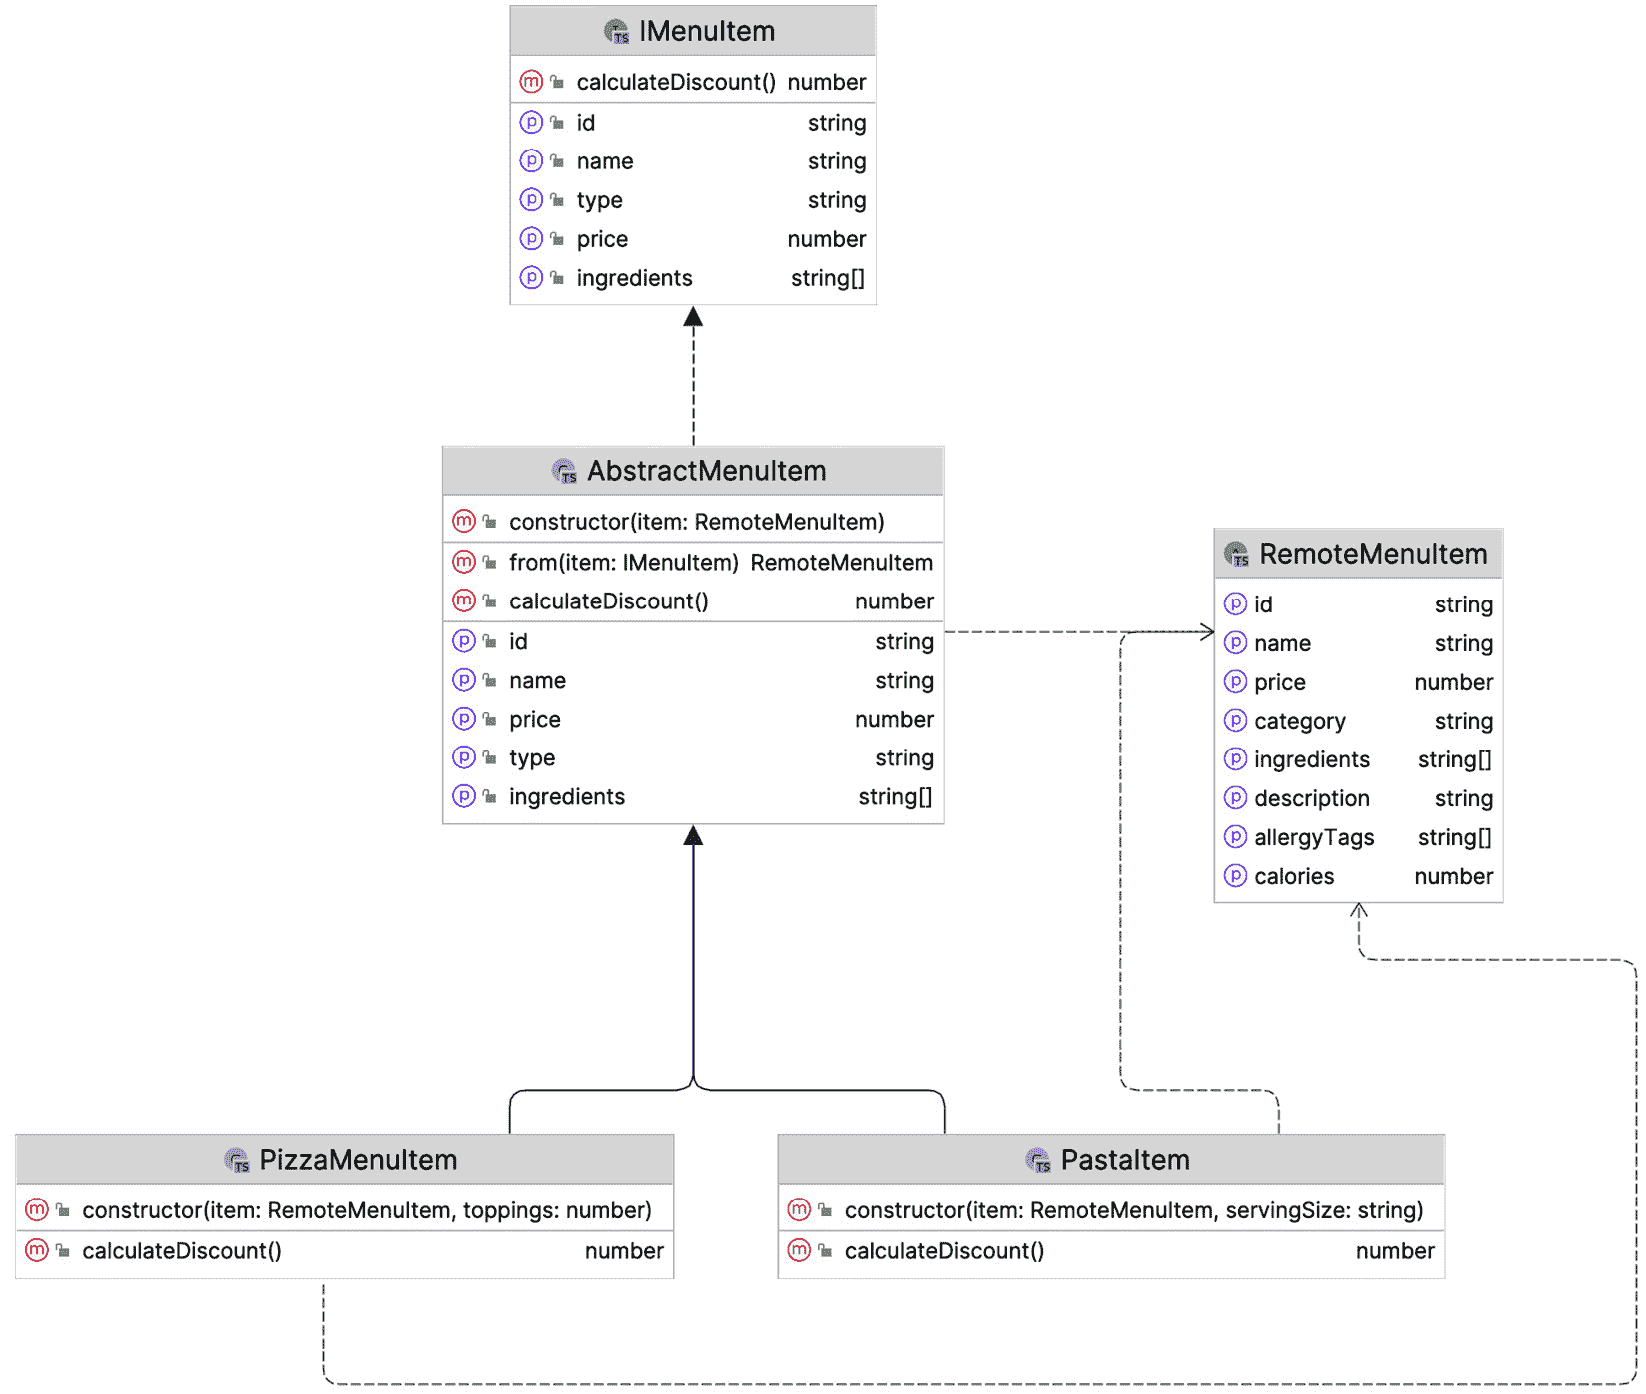 IMenuItem
calculateDiscount() number
id string
name string
type string
price number
ingredients string[]
AbstractMenuItem
constructor(item: RemoteMenuItem)
from(item: IMenuItem) RemoteMenuItem
calculateDiscount() number
id string
name string
price number
type string
ingredients string[]
RemoteMenuItem
id string
name string
price number
category string
ingredients string[]
description string
allergyTags string[]
calories number
PizzaMenuItem
constructor(item: RemoteMenuItem, toppings: number)
calculateDiscount() number
PastaItem
constructor(item: RemoteMenuItem, servingSize: string)
calculateDiscount() number